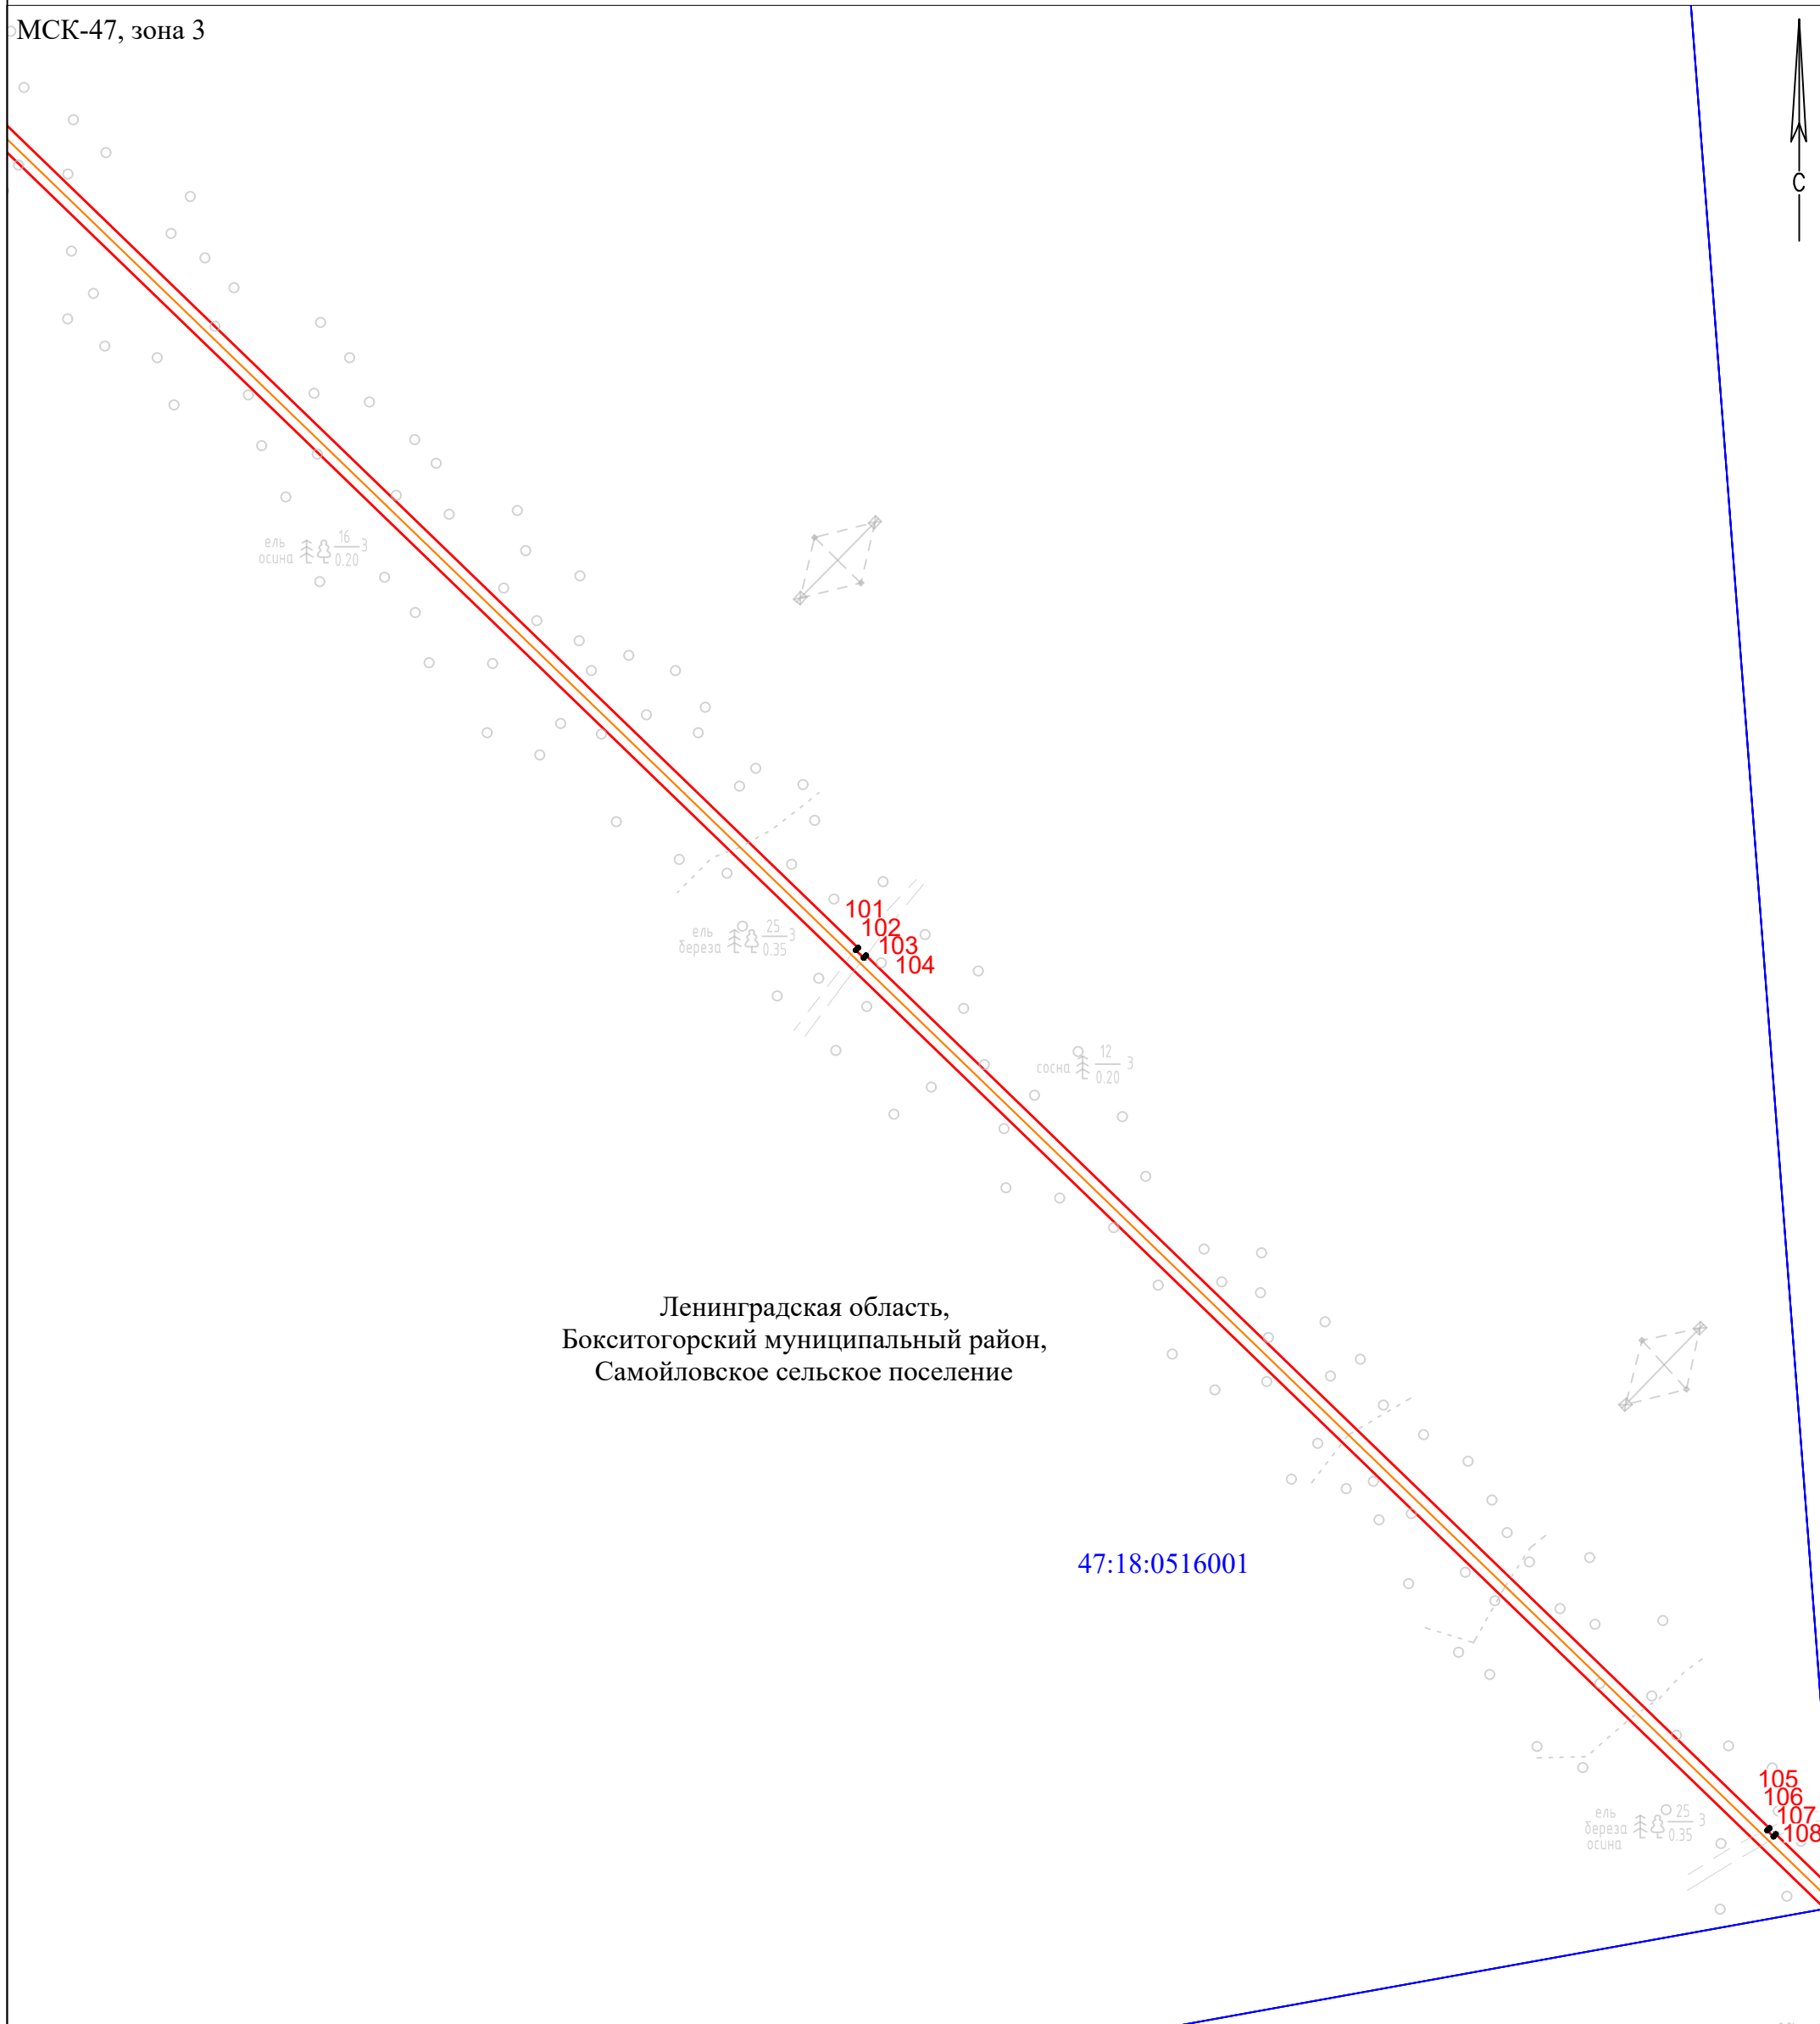 МСК-47, зона 3
С
ель
осина
16
0.20
3
101
102
103
104
ель
береза
25
0.35
3
сосна
12
0.20
3
Ленинградская область,
Бокситогорский муниципальный район,
Самойловское сельское поселение
47:18:0516001
105
106
107
108
ель
береза
осина
25
0.35
3